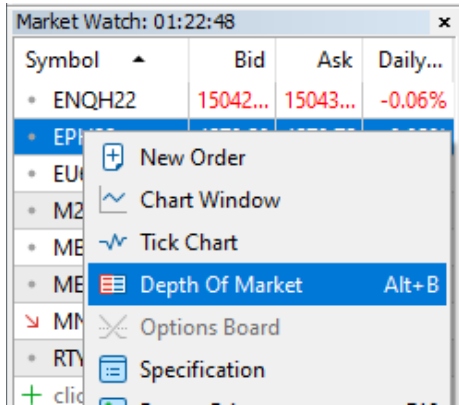 Market Watch: 01:22:48
Symbol Bid Ask Daily...
ENQH22 15042... 15043... -0.06%
New Order
Chart Window
Tick Chart
Depth Of Market Alt+B
Options Board
Specification